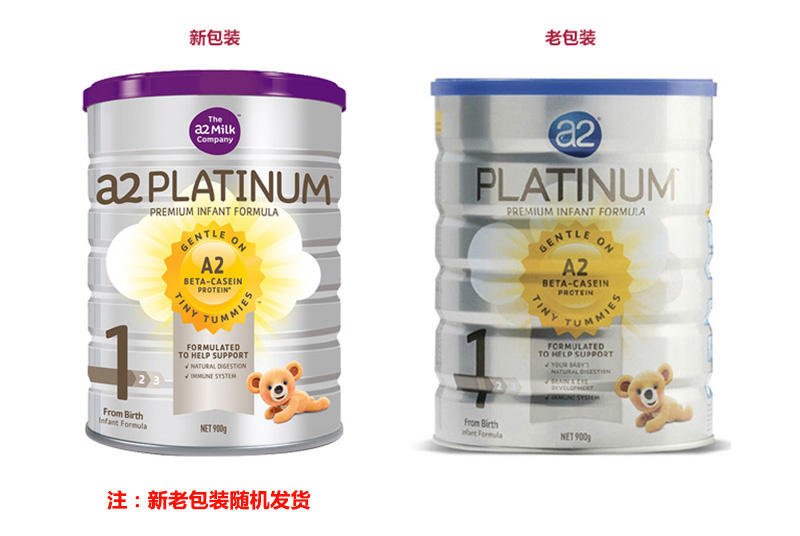 新包装
老包装
The
a2 Milk
Company
a2 PLATINUM™
PREMIUM INFANT FORMULA
GENTLE ON
A2
BETA-CASEIN
PROTEIN*
TINY TUMMIES™
1
2 3
FORMULATED
TO HELP SUPPORT
✓ NATURAL DIGESTION
✓ IMMUNE SYSTEM
From Birth
Infant Formula
NET 900g
a2
PLATINUM™
PREMIUM INFANT FORMULA
GENTLE ON
A2
BETA-CASEIN
PROTEIN
TINY TUMMIES
1
2
FORMULATED
TO HELP SUPPORT
✓ YOUR BABY'S
NATURAL DIGESTION
✓ BRAIN & EYE
DEVELOPMENT
✓ IMMUNE SYSTEM
From Birth
Infant Formula
NET 900g
注：新老包装随机发货